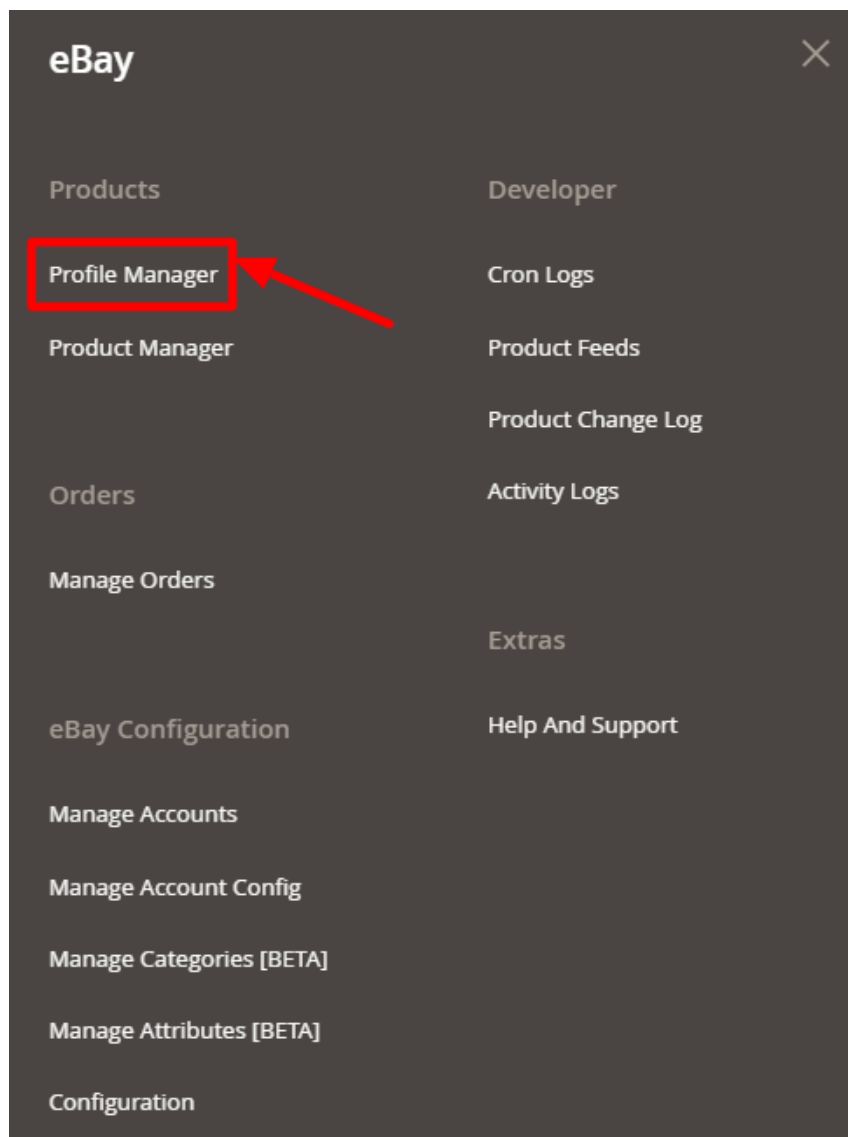 eBay
Products
Profile Manager
Product Manager
Orders
Manage Orders
eBay Configuration
Manage Accounts
Manage Account Config
Manage Categories [BETA]
Manage Attributes [BETA]
Configuration
Developer
Cron Logs
Product Feeds
Product Change Log
Activity Logs
Extras
Help And Support